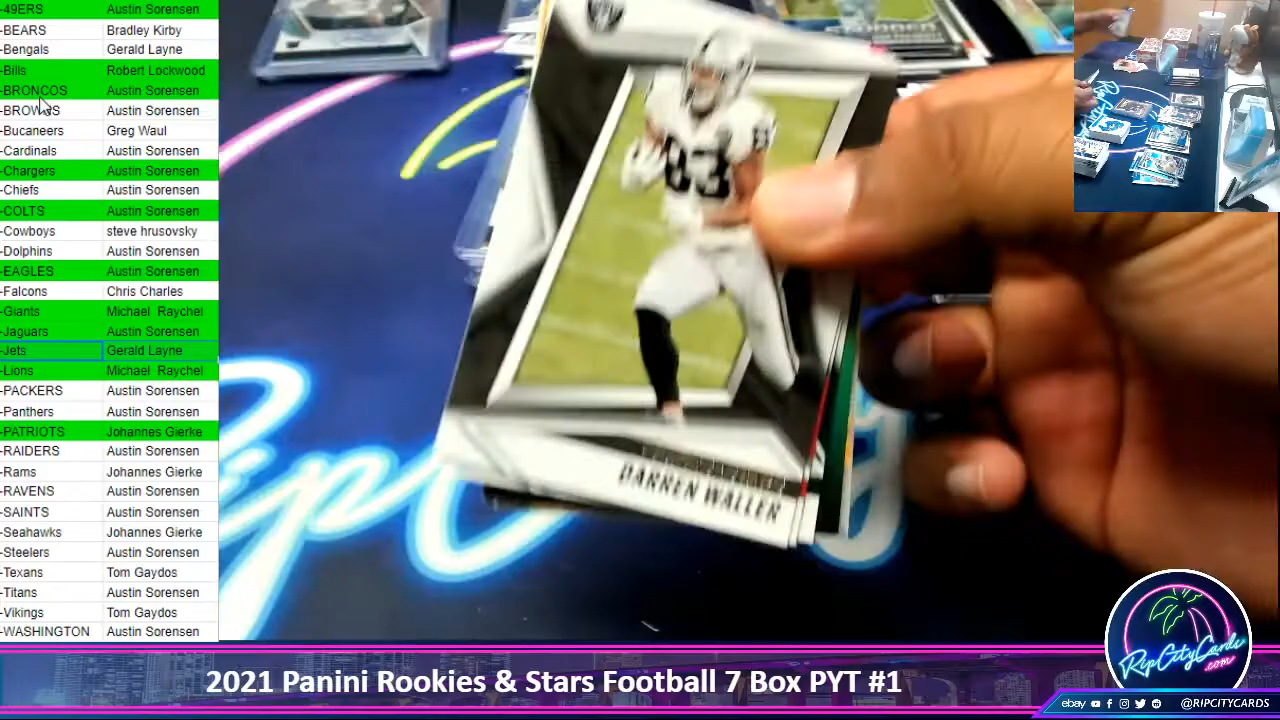 -49ERS Austin Sorensen
-BEARS Bradley Kirby
-Bengals Gerald Layne
-Bills Robert Lockwood
-BRONCOS Austin Sorensen
-BROWNS Austin Sorensen
-Bucaneers Greg Waul
-Cardinals Austin Sorensen
-Chargers Austin Sorensen
-Chiefs Austin Sorensen
-COLTS Austin Sorensen
-Cowboys steve hrusovsky
-Dolphins Austin Sorensen
-EAGLES Austin Sorensen
-Falcons Chris Charles
-Giants Michael Raychel
-Jaguars Austin Sorensen
-Jets Gerald Layne
-Lions Michael Raychel
-PACKERS Austin Sorensen
-Panthers Austin Sorensen
-PATRIOTS Johannes Gierke
-RAIDERS Austin Sorensen
-Rams Johannes Gierke
-RAVENS Austin Sorensen
-SAINTS Austin Sorensen
-Seahawks Johannes Gierke
-Steelers Austin Sorensen
-Texans Tom Gaydos
-Titans Austin Sorensen
-Vikings Tom Gaydos
-WASHINGTON Austin Sorensen
83
DARREN WALLER
RipCityCards
.com
2021 Panini Rookies & Stars Football 7 Box PYT #1
ebay @RIPCITYCARDS